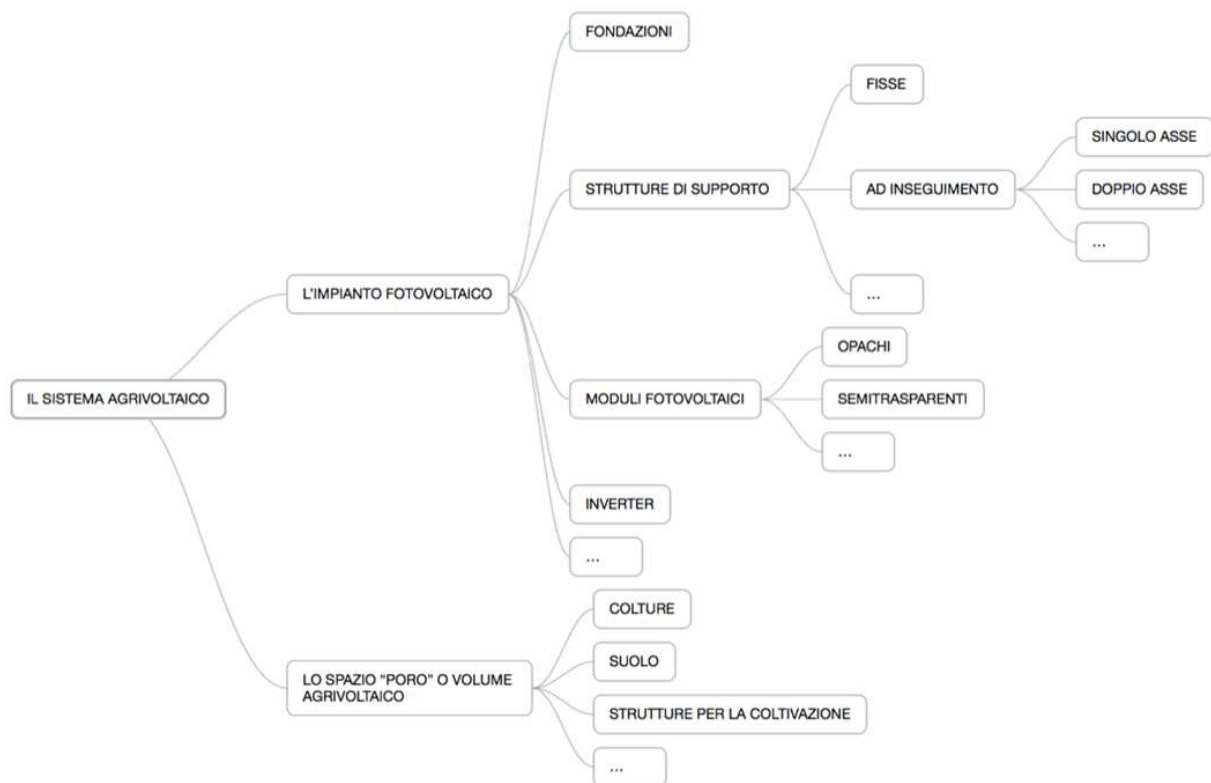 FONDAZIONI
FISSE
SINGOLO ASSE
STRUTTURE DI SUPPORTO
AD INSEGUIMENTO
DOPPIO ASSE
...
L'IMPIANTO FOTOVOLTAICO
...
OPACHI
IL SISTEMA AGRIVOLTAICO
MODULI FOTOVOLTAICI
SEMITRASPARENTI
...
INVERTER
...
COLTURE
SUOLO
LO SPAZIO "PORO" O VOLUME
AGRIVOLTAICO
STRUTTURE PER LA COLTIVAZIONE
...